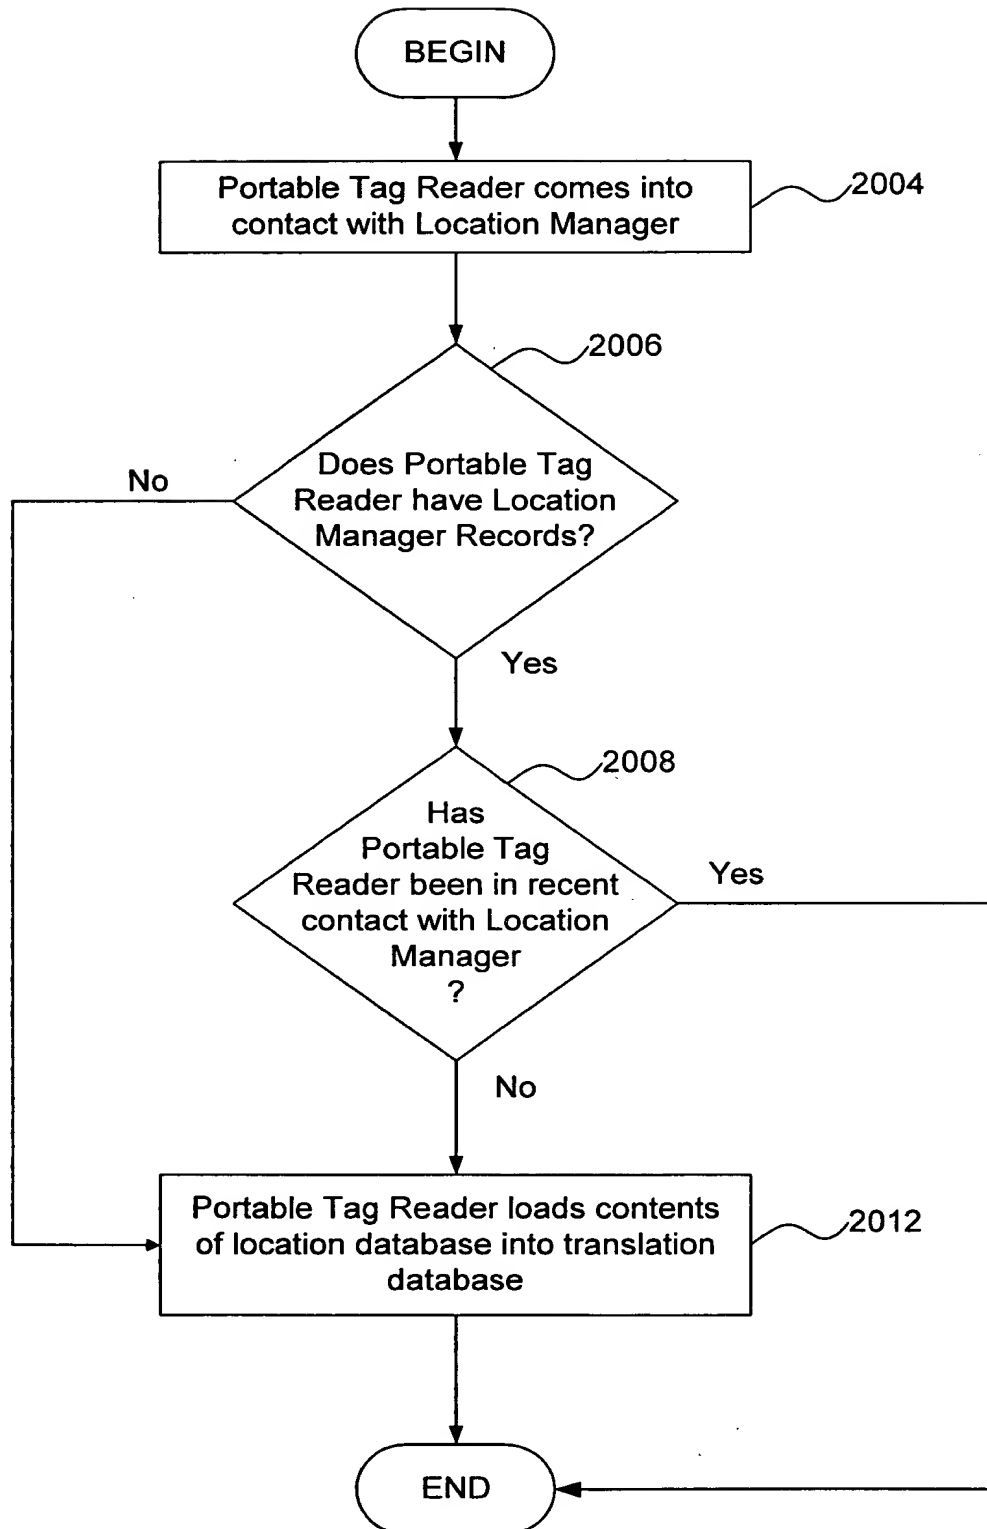 BEGIN
Portable Tag Reader comes into
contact with Location Manager
2004
2006
Does Portable Tag
Reader have Location
Manager Records?
No
Yes
2008
Has
Portable Tag
Reader been in recent
contact with Location
Manager
?
Yes
No
Portable Tag Reader loads contents
of location database into translation
database
2012
END